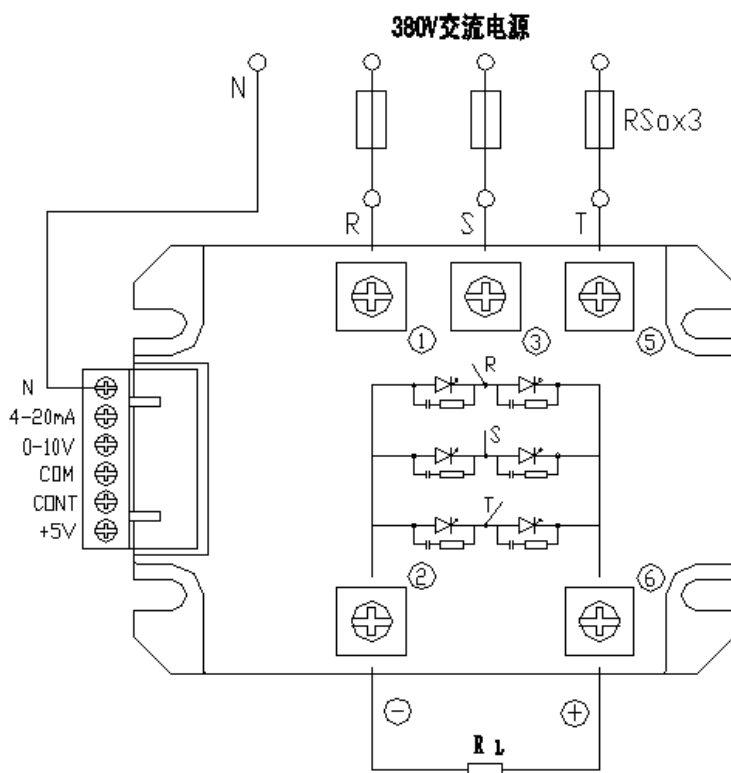 380V交流电源
N
RSax3
R S T
① ③ ⑤
R
N
4-20mA
0-10V
S
COM
CONT
T
+5V
② ⑥
- +
R L